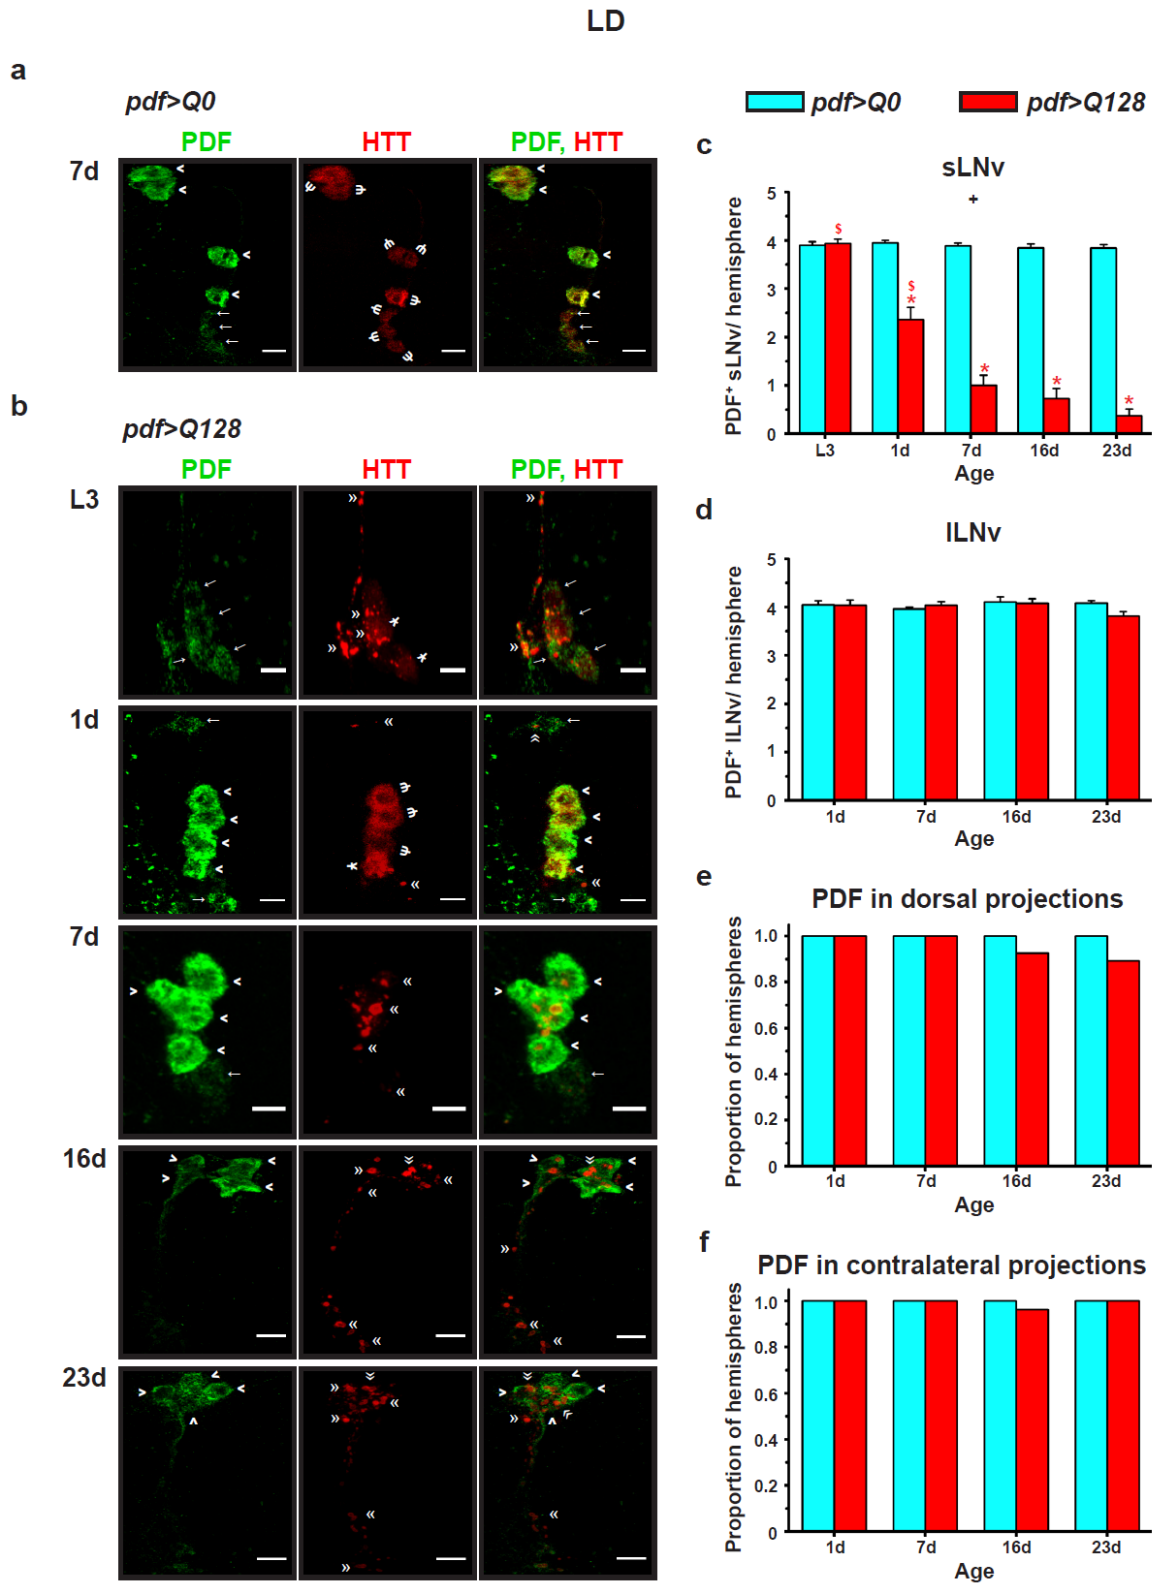 LD
a
pdf>Q0
PDF HTT PDF, HTT
7d
b
pdf>Q128
PDF HTT PDF, HTT
L3
1d
7d
16d
23d
pdf>Q0 pdf>Q128
c
sLNv
+
PDF+ sLNv/ hemisphere
5
4
3
2
1
0
$
$
*
*
*
*
L3 1d 7d 16d 23d
Age
d
lLNv
PDF+ lLNv/ hemisphere
5
4
4
2
1
0
1d 7d 16d 23d
Age
e
PDF in dorsal projections
Proportion of hemispheres
1.0
0.8
0.6
0.4
0.2
0
1d 7d 16d 23d
Age
f
PDF in contralateral projections
Proportion of hemispheres
1.0
0.8
0.6
0.4
0.2
0
1d 7d 16d 23d
Age